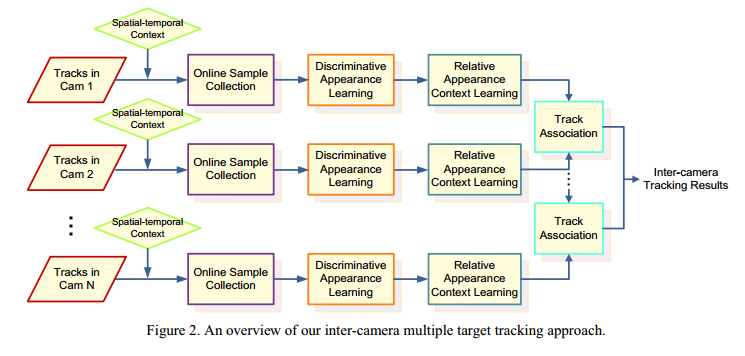 Spatial-temporal
Context
Tracks in
Cam 1
Online Sample
Collection
Discriminative
Appearance
Learning
Relative
Appearance
Context Learning
Spatial-temporal
Context
Track
Association
Tracks in
Cam 2
Online Sample
Collection
Discriminative
Appearance
Learning
Relative
Appearance
Context Learning
Inter-camera
Tracking Results
Spatial-temporal
Context
Track
Association
Tracks in
Cam N
Online Sample
Collection
Discriminative
Appearance
Learning
Relative
Appearance
Context Learning
Figure 2. An overview of our inter-camera multiple target tracking approach.